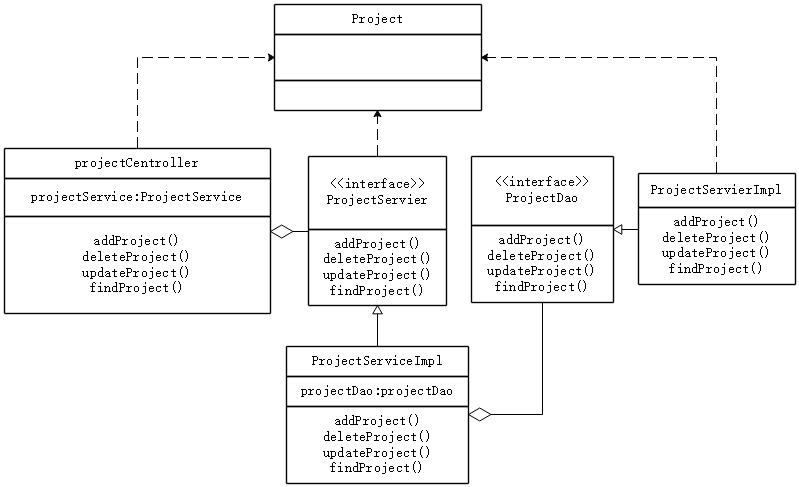 Project
projectCentroller
projectService:ProjectService
addProject()
deleteProject()
updateProject()
findProject()
<<interface>>
ProjectServier
addProject()
deleteProject()
updateProject()
findProject()
<<interface>>
ProjectDao
addProject()
deleteProject()
updateProject()
findProject()
ProjectServierImpl
addProject()
deleteProject()
updateProject()
findProject()
ProjectServiceImpl
projectDao:projectDao
addProject()
deleteProject()
updateProject()
findProject()